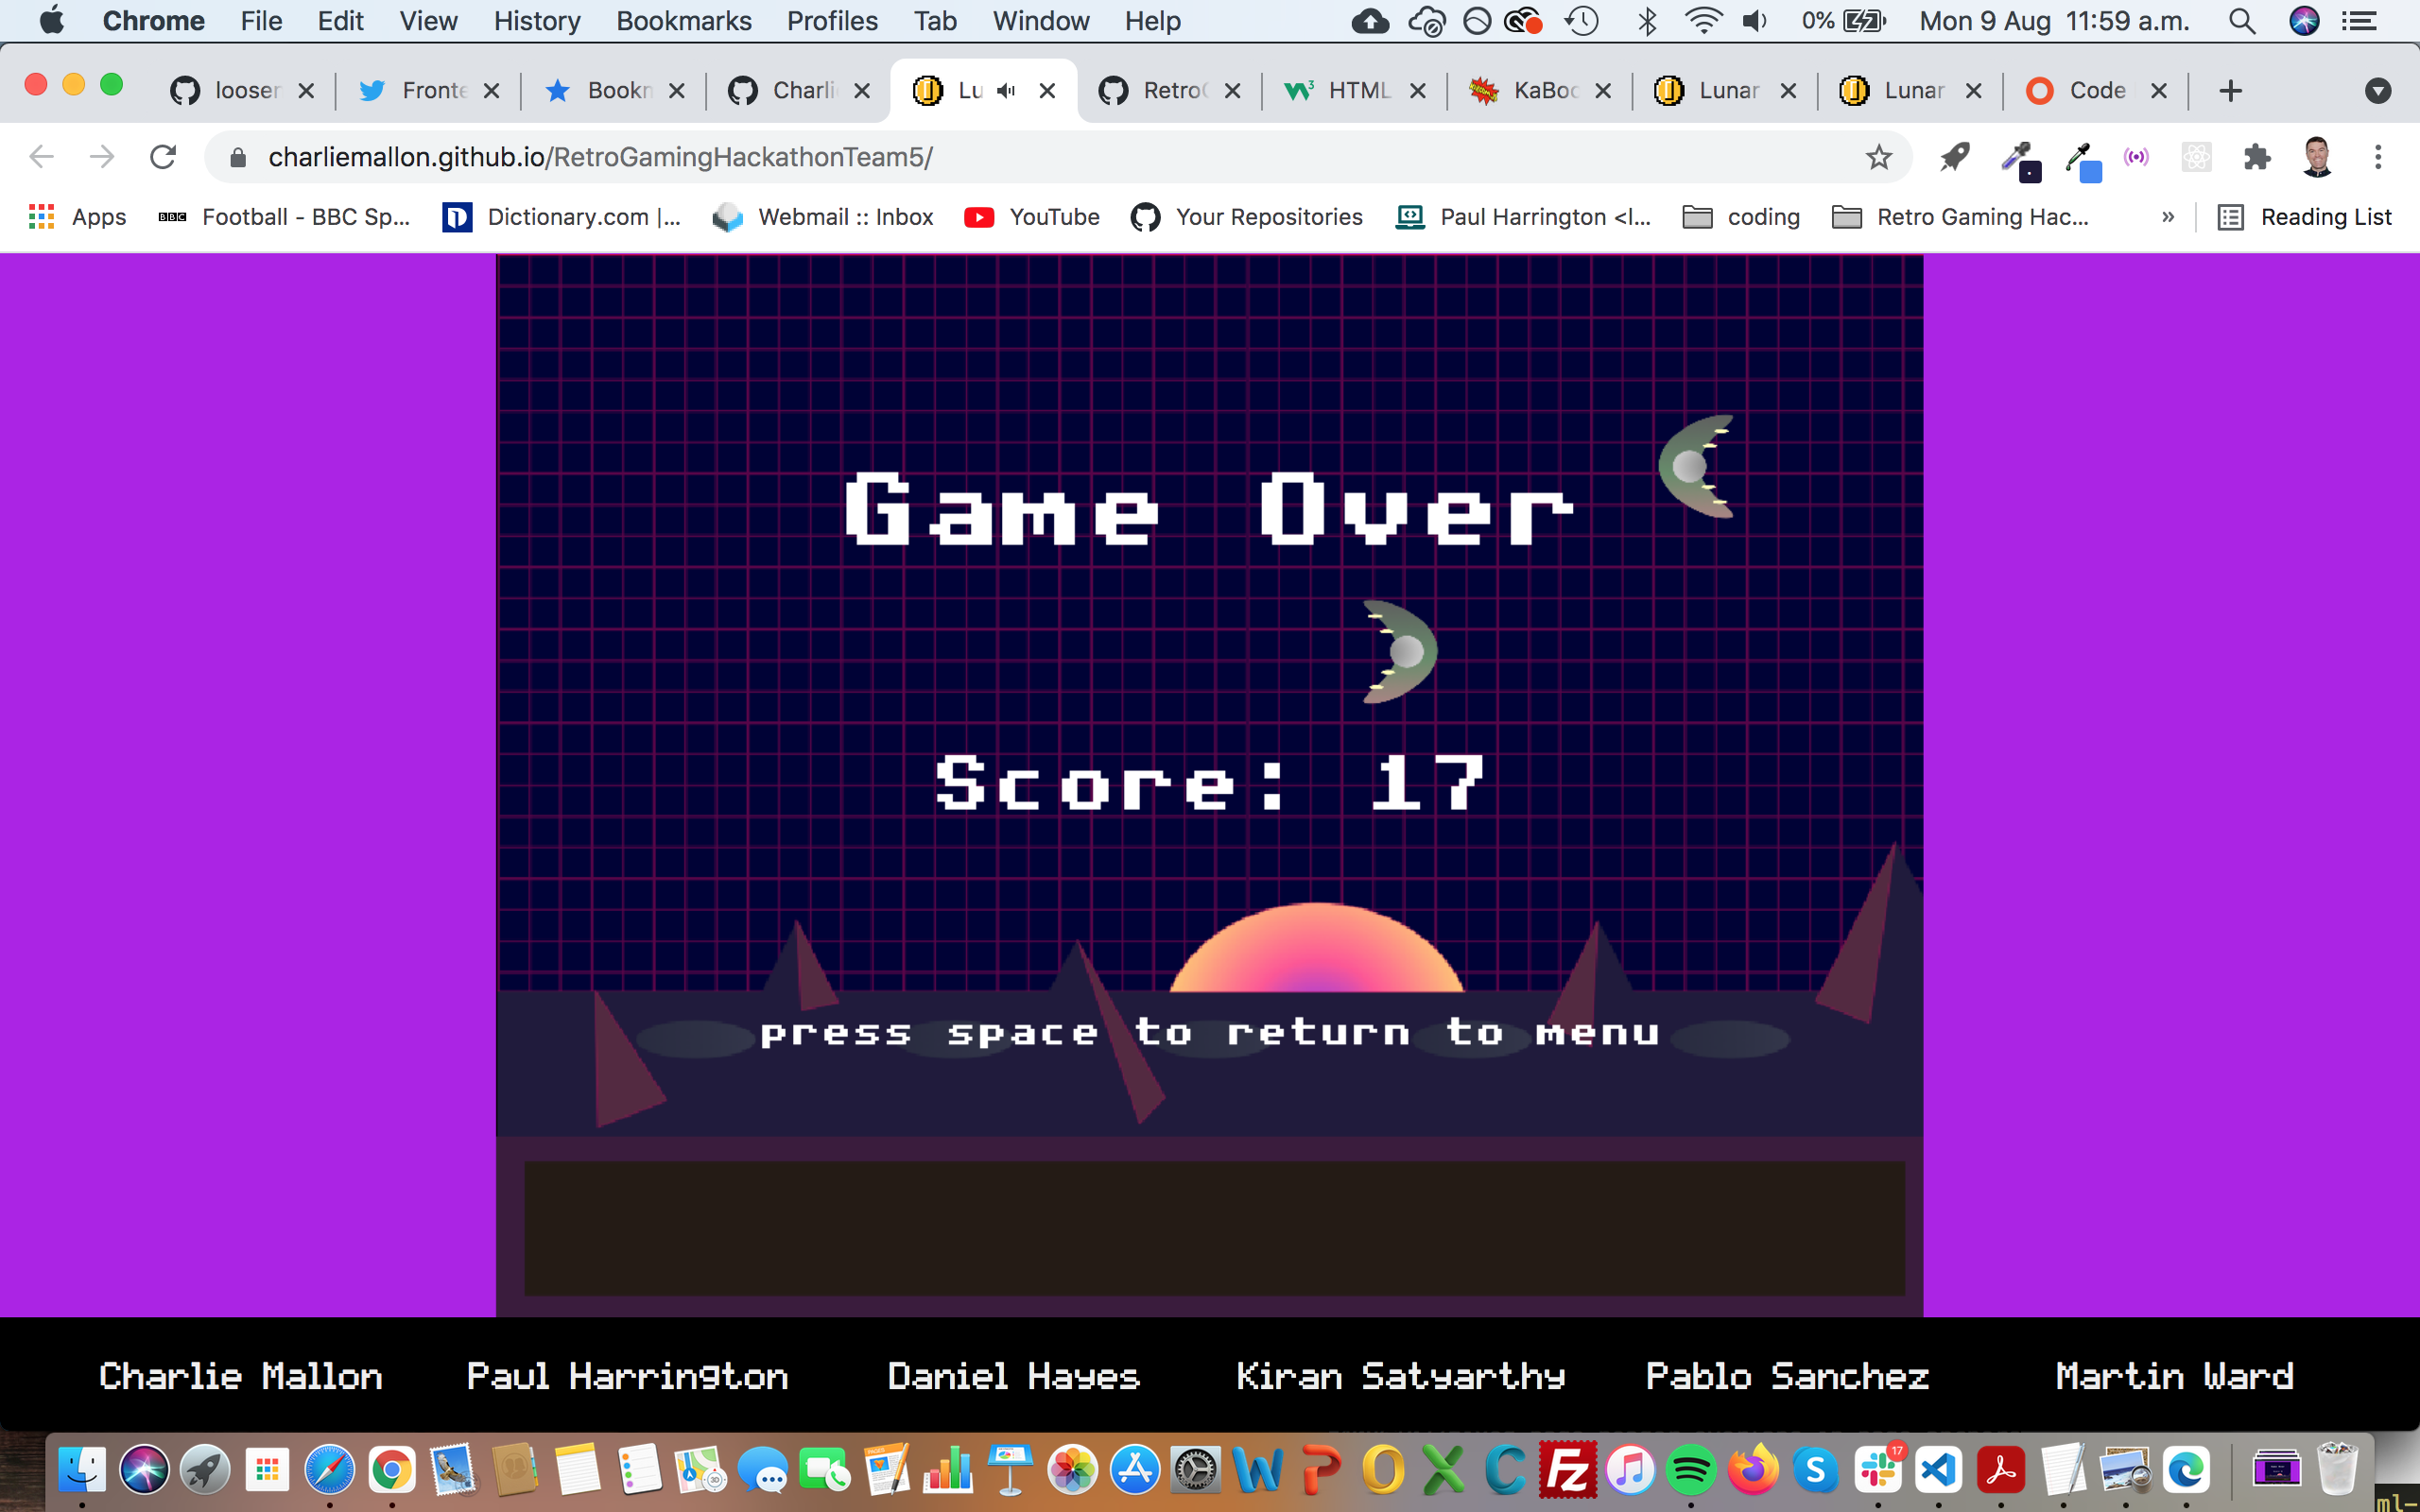 Chrome File Edit View History Bookmarks Profiles Tab Window Help 0% Mon 9 Aug 11:59 a.m.
looser Fronte Bookm Charli Lu Retro HTML KaBoo Lunar Lunar Code
charliemallon.github.io/RetroGamingHackathonTeam5/
Apps BBC Football - BBC Sp... Dictionary.com |... Webmail :: Inbox YouTube Your Repositories Paul Harrington <l... coding Retro Gaming Hac... » Reading List
Game Over
Score: 17
press space to return to menu
Charlie Mallon Paul Harrington Daniel Hayes Kiran Satyarthy Pablo Sanchez Martin Ward
17